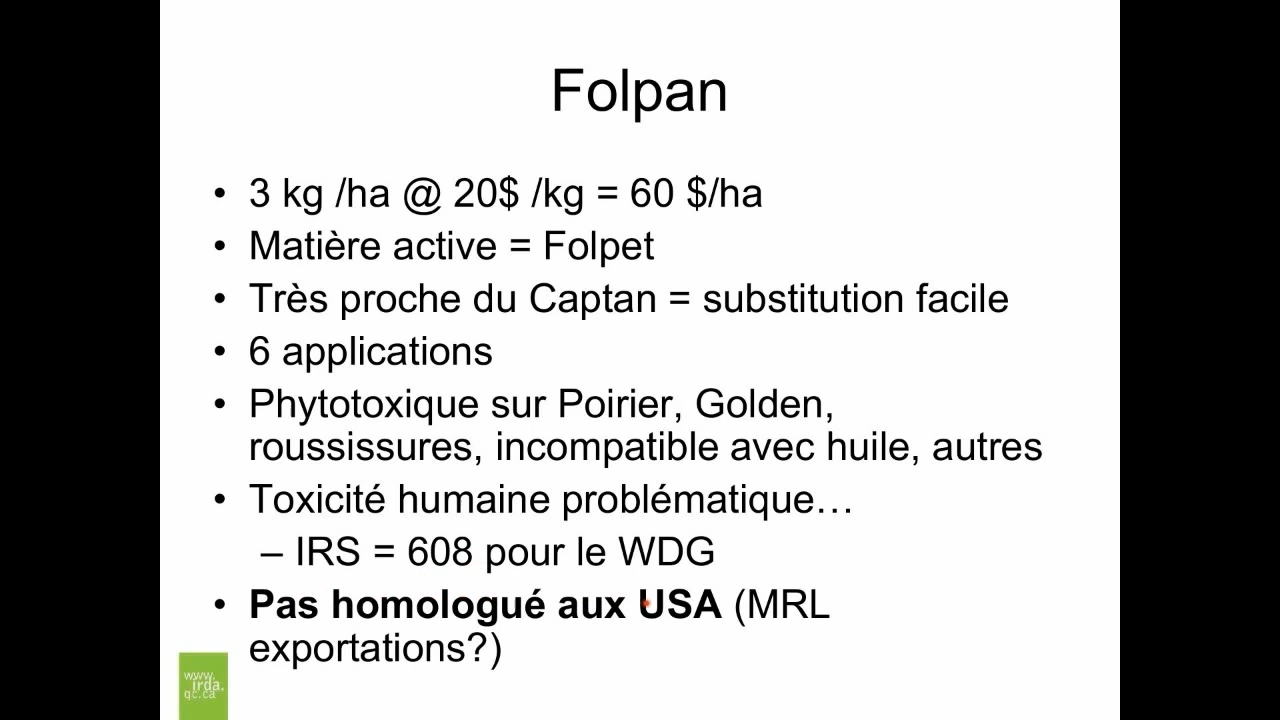 Folpan
• 3 kg /ha @ 20$ /kg = 60 $/ha
• Matière active = Folpet
• Très proche du Captan = substitution facile
• 6 applications
• Phytotoxique sur Poirier, Golden,
roussissures, incompatible avec huile, autres
• Toxicité humaine problématique…
– IRS = 608 pour le WDG
• Pas homologué aux USA (MRL
exportations?)
www.
irda.
qc.ca